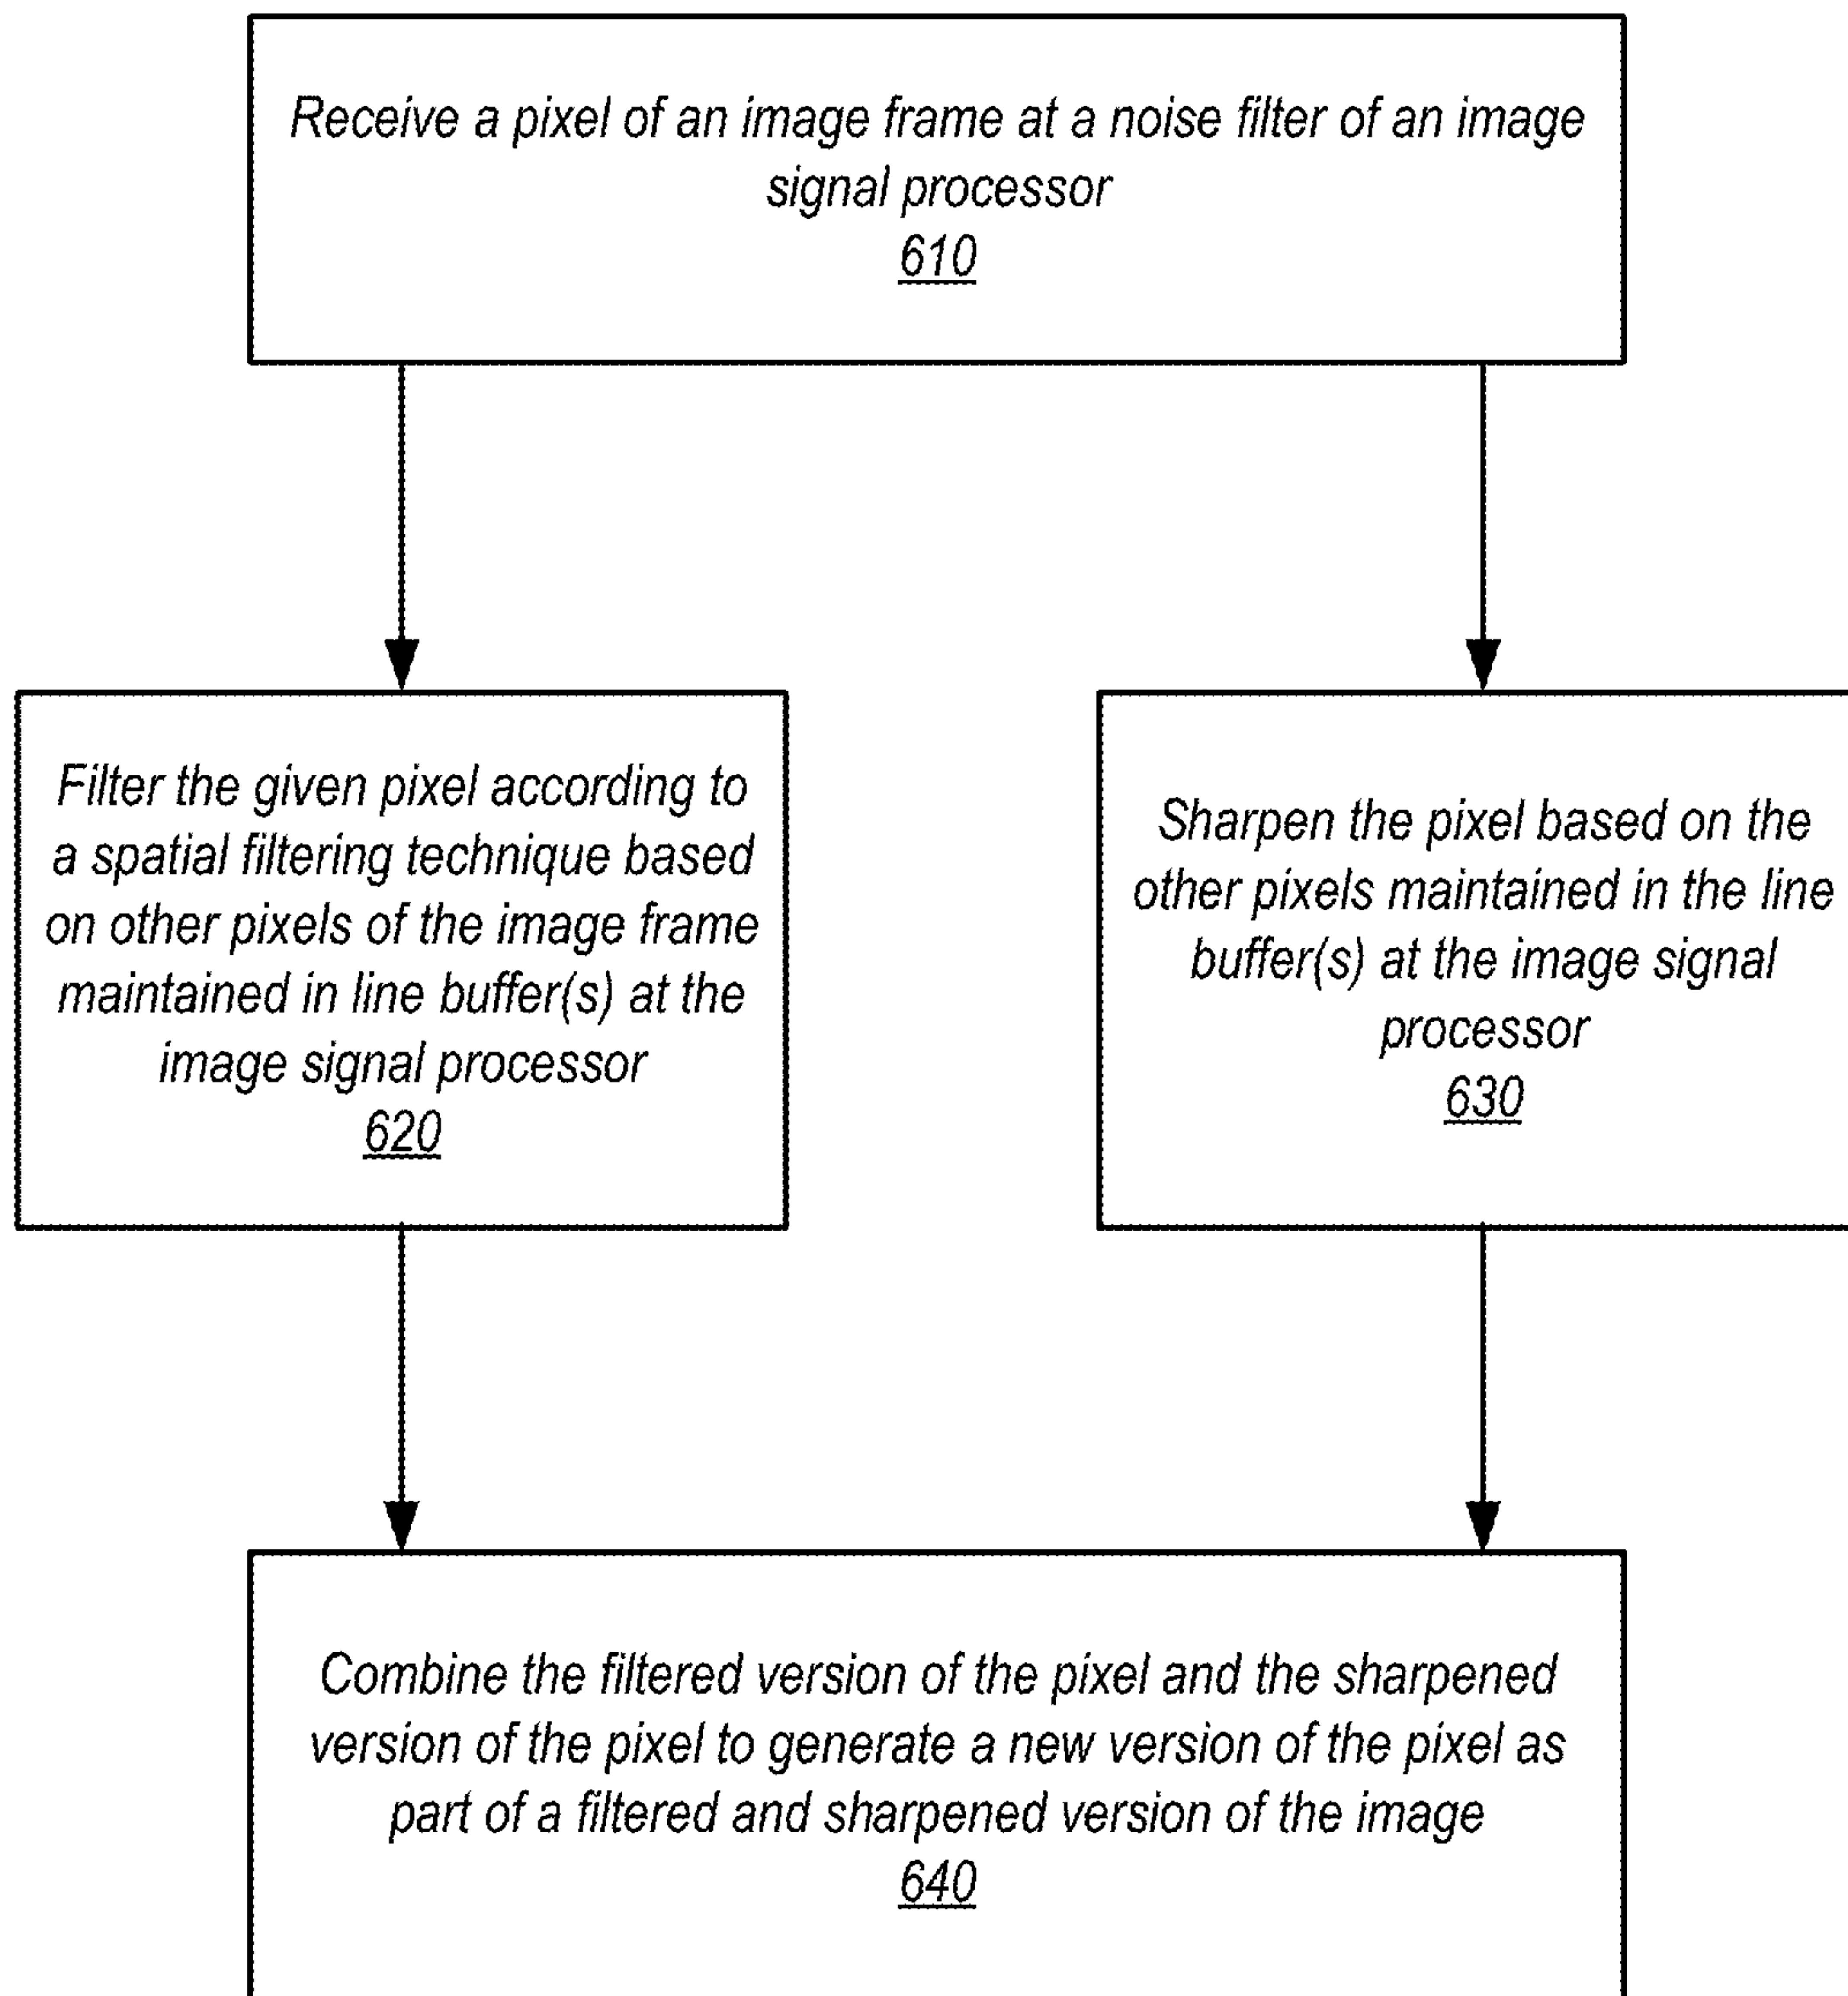 Receive a pixel of an image frame at a noise filter of an image
signal processor
610
Filter the given pixel according to
a spatial filtering technique based
on other pixels of the image frame
maintained in line buffer(s) at the
image signal processor
620
Sharpen the pixel based on the
other pixels maintained in the line
buffer(s) at the image signal
processor
630
Combine the filtered version of the pixel and the sharpened
version of the pixel to generate a new version of the pixel as
part of a filtered and sharpened version of the image
640